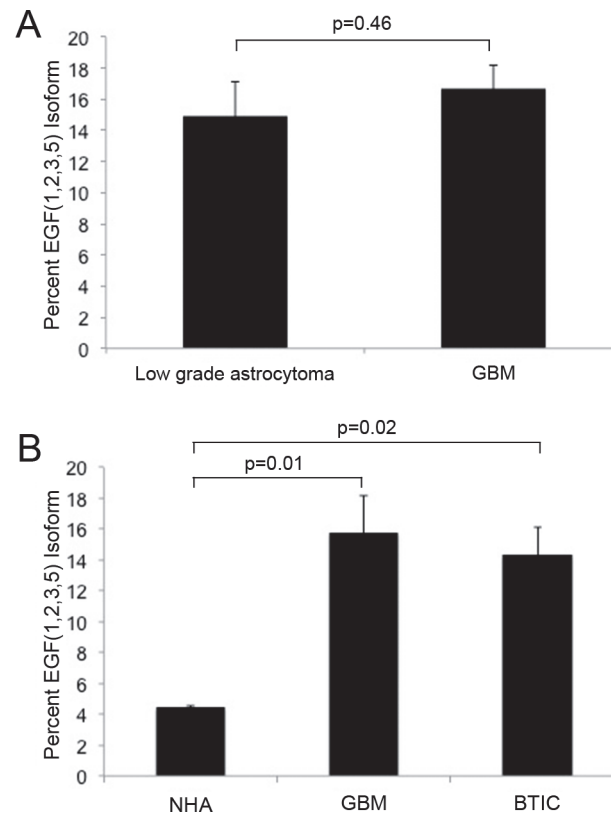 A
p=0.46
Percent EGF(1,2,3,5) Isoform
20
18
16
14
12
10
8
6
4
2
0
Low grade astrocytoma GBM
B
p=0.02
p=0.01
Percent EGF(1,2,3,5) Isoform
20
18
16
14
12
10
8
6
4
2
0
NHA GBM BTIC